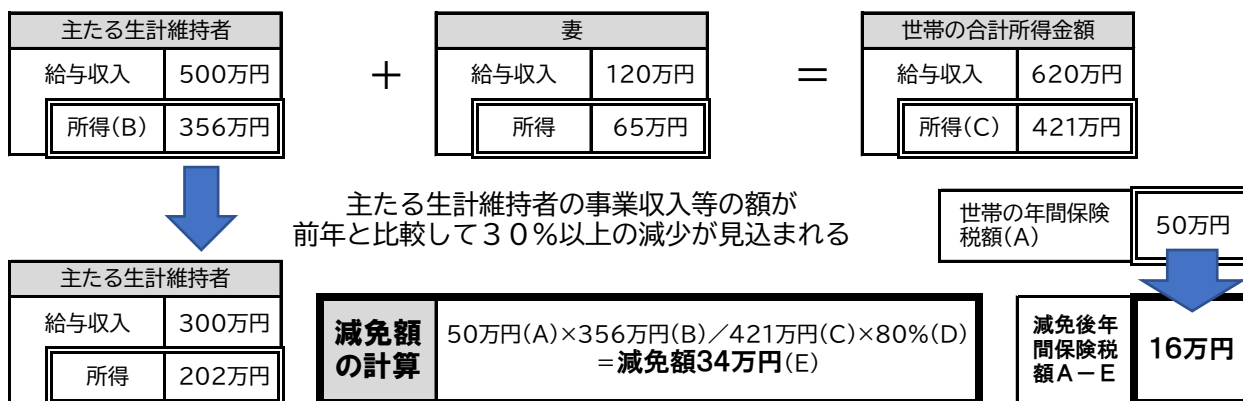 主たる生計維持者
給与収入 500万円
所得(B) 356万円
＋
妻
給与収入 120万円
所得 65万円
＝
世帯の合計所得金額
給与収入 620万円
所得(C) 421万円
主たる生計維持者の事業収入等の額が
前年と比較して３０％以上の減少が見込まれる
世帯の年間保険
税額(A)
50万円
主たる生計維持者
給与収入 300万円
所得 202万円
減免額
の計算
50万円(A)×356万円(B)／421万円(C)×80%(D)
=減免額34万円(E)
減免後年
間保険税
額Ａ－Ｅ
16万円